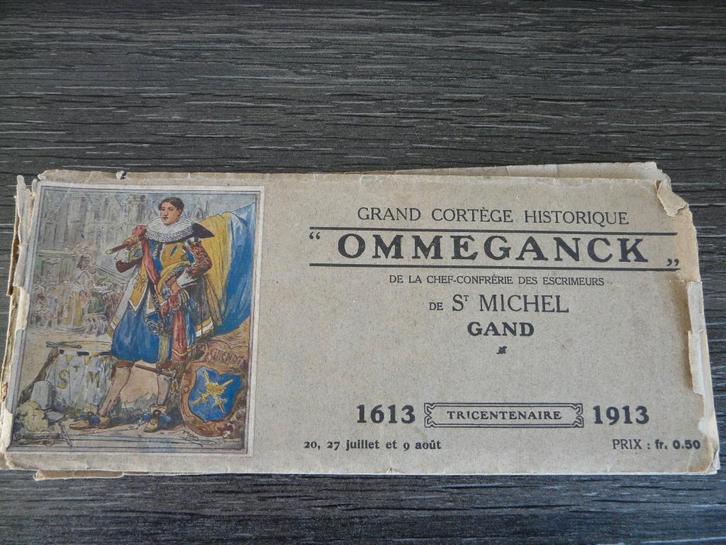 GRAND CORTÈGE HISTORIQUE
“ OMMEGANCK „
DE LA CHEF-CONFRÉRIE DES ESCRIMEURS
DE ST MICHEL
GAND
1613 TRICENTENAIRE 1913
20, 27 juillet et 9 août PRIX : fr. 0.50
St M